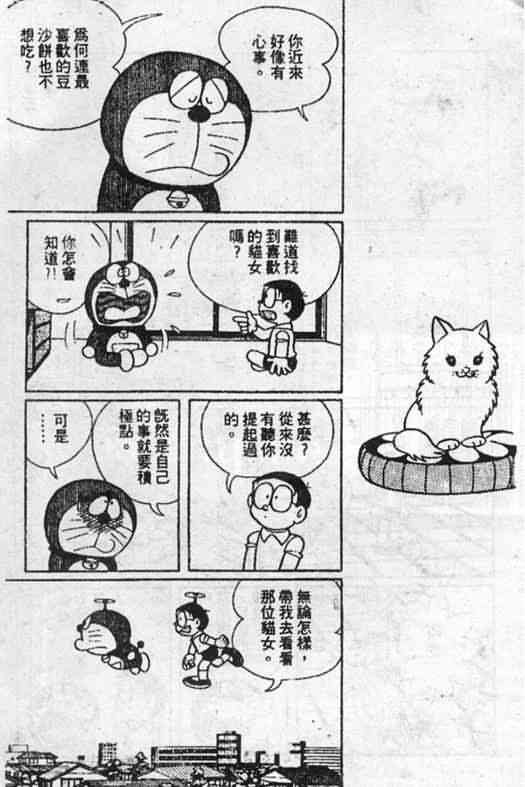 你近來
好像有
心事。
爲何連最
喜歡的豆
沙餅也不
想吃?
難道找
到喜歡
的貓女
嗎?
你怎會
知道?!
甚麼?
從來沒
有聽你
提起過
的。
旣然是自己
的事就要積
極點。
可是
……
無論怎樣,
帶我去看看
那位貓女。